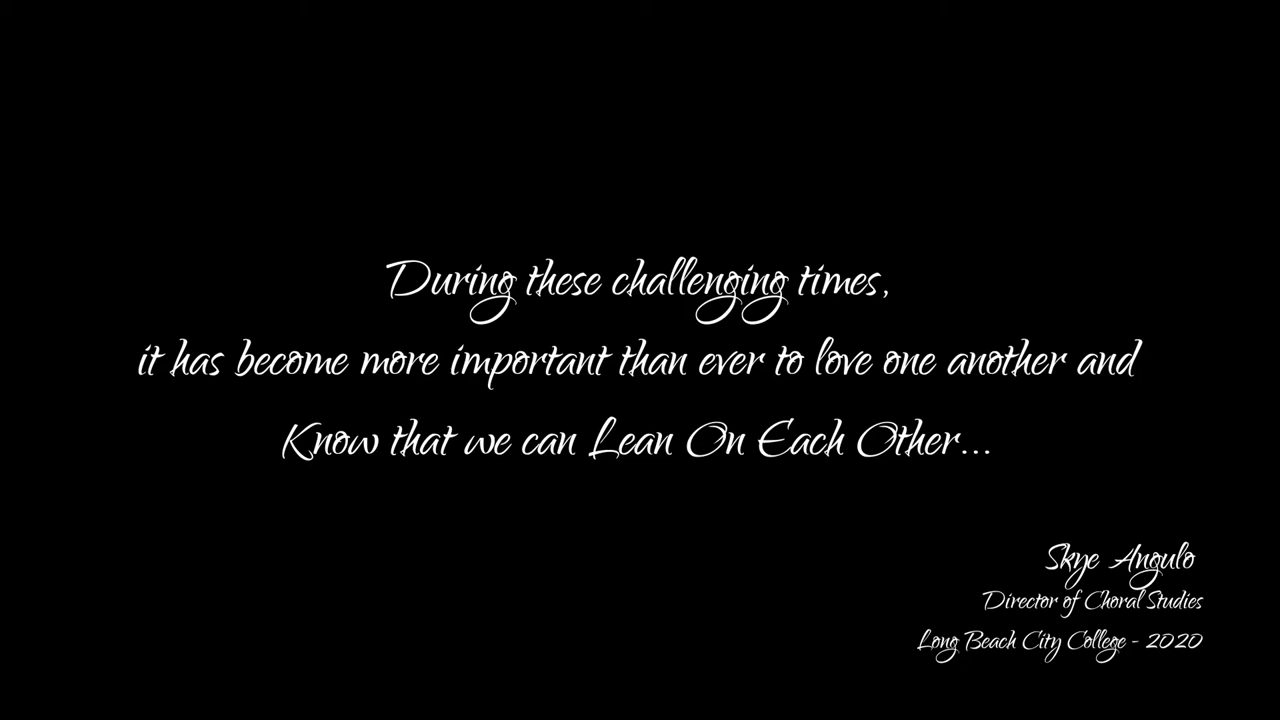 During these challenging times,
it has become more important than ever to love one another and
Know that we can Lean On Each Other...
Skye Angulo
Director of Choral Studies
Long Beach City College - 2020